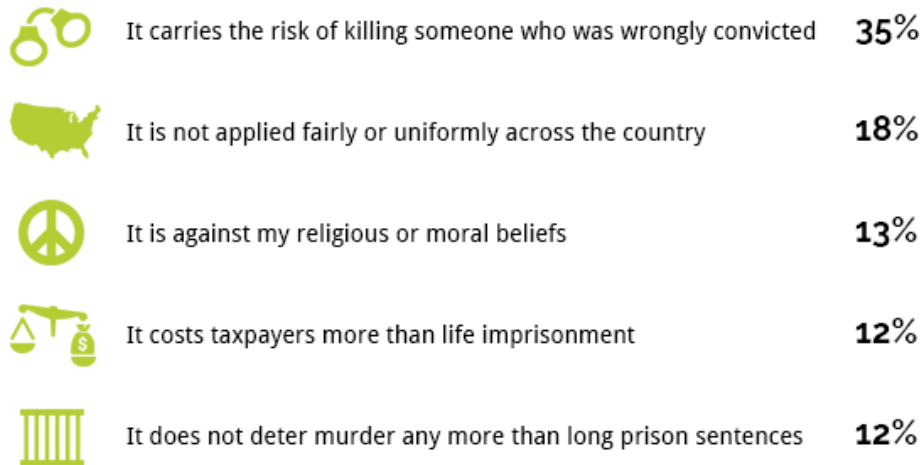 It carries the risk of killing someone who was wrongly convicted 35%
It is not applied fairly or uniformly across the country 18%
It is against my religious or moral beliefs 13%
$ It costs taxpayers more than life imprisonment 12%
It does not deter murder any more than long prison sentences 12%